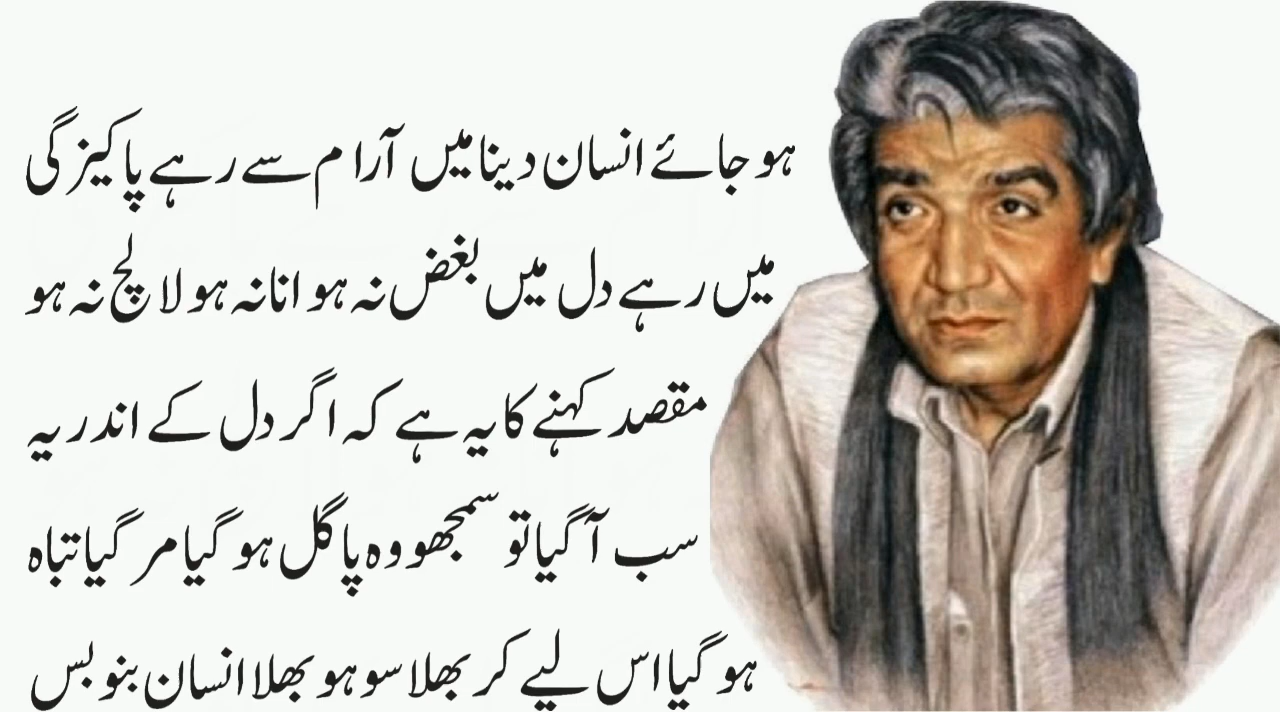 ہو جائے انسان دینا میں آرام سے رہے پاکیزگی
میں رہے دل میں بغض نہ ہو انا نہ ہو لالچ نہ ہو
مقصد کہنے کا یہ ہے کہ اگر دل کے اندر یہ
سب آ گیا تو سمجھو وہ پاگل ہو گیا مر گیا تباہ
ہو گیا اس لیے کر بھلا سو ہو بھلا انسان بنو بس